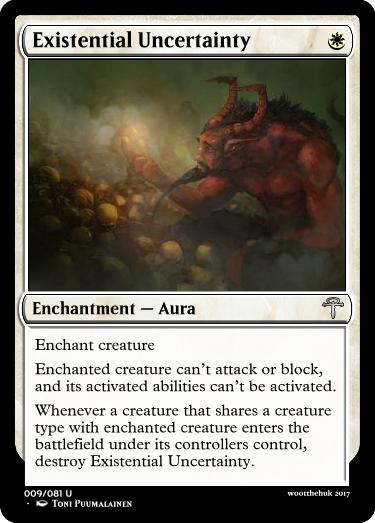 Existential Uncertainty
Enchantment — Aura
Enchant creature
Enchanted creature can't attack or block,
and its activated abilities can't be activated.
Whenever a creature that shares a creature
type with enchanted creature enters the
battlefield under its controllers control,
destroy Existential Uncertainty.
009/081 U
wootthehuk 2017
· Toni Puumalainen